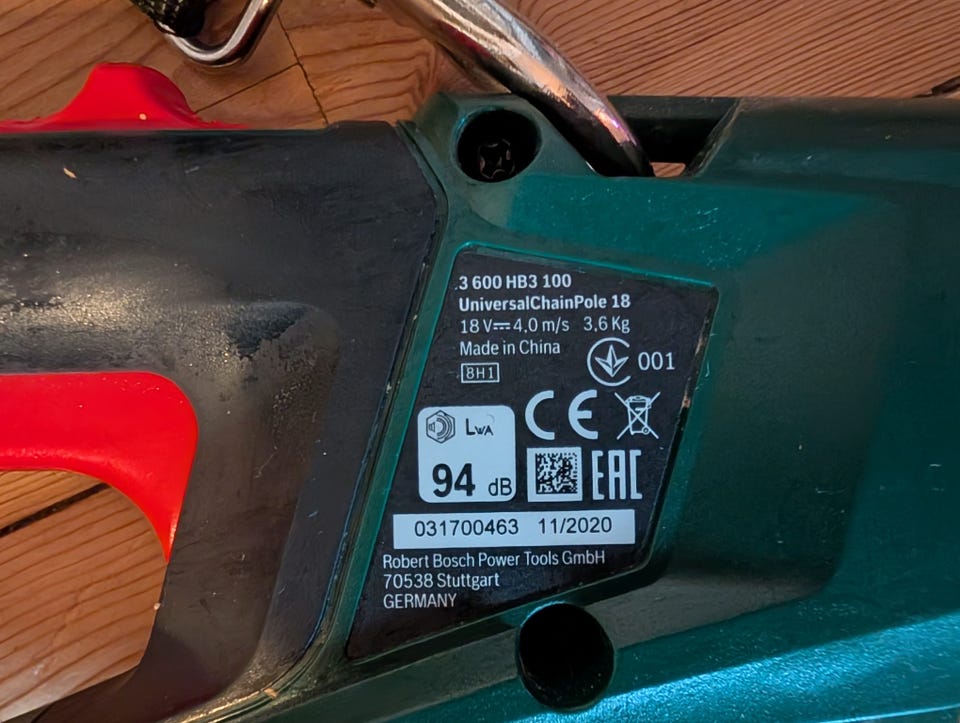 3 600 HB3 100
UniversalChainPole 18
18 V⎓ 4,0 m/s 3,6 Kg
Made in China
001
8H1
CE
LWA
94 dB
EAC
031700463 11/2020
Robert Bosch Power Tools GmbH
70538 Stuttgart
GERMANY